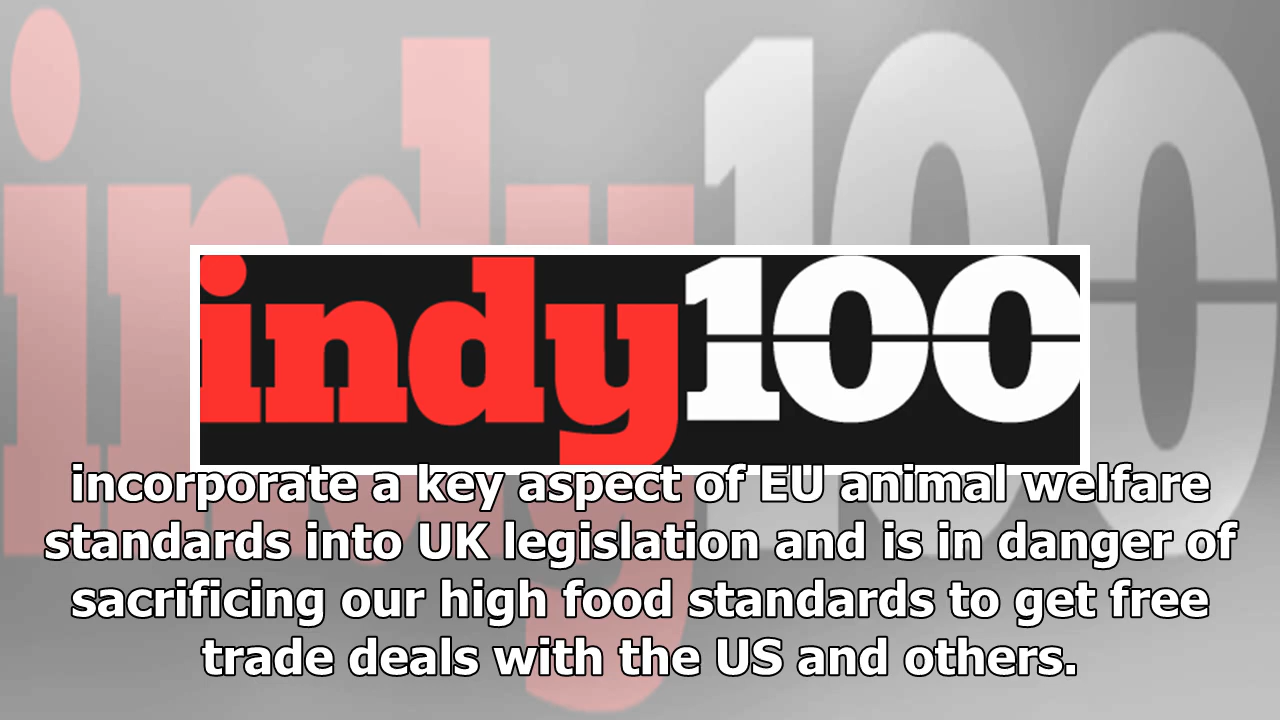 indy100
indy100
incorporate a key aspect of EU animal welfare
standards into UK legislation and is in danger of
sacrificing our high food standards to get free
trade deals with the US and others.